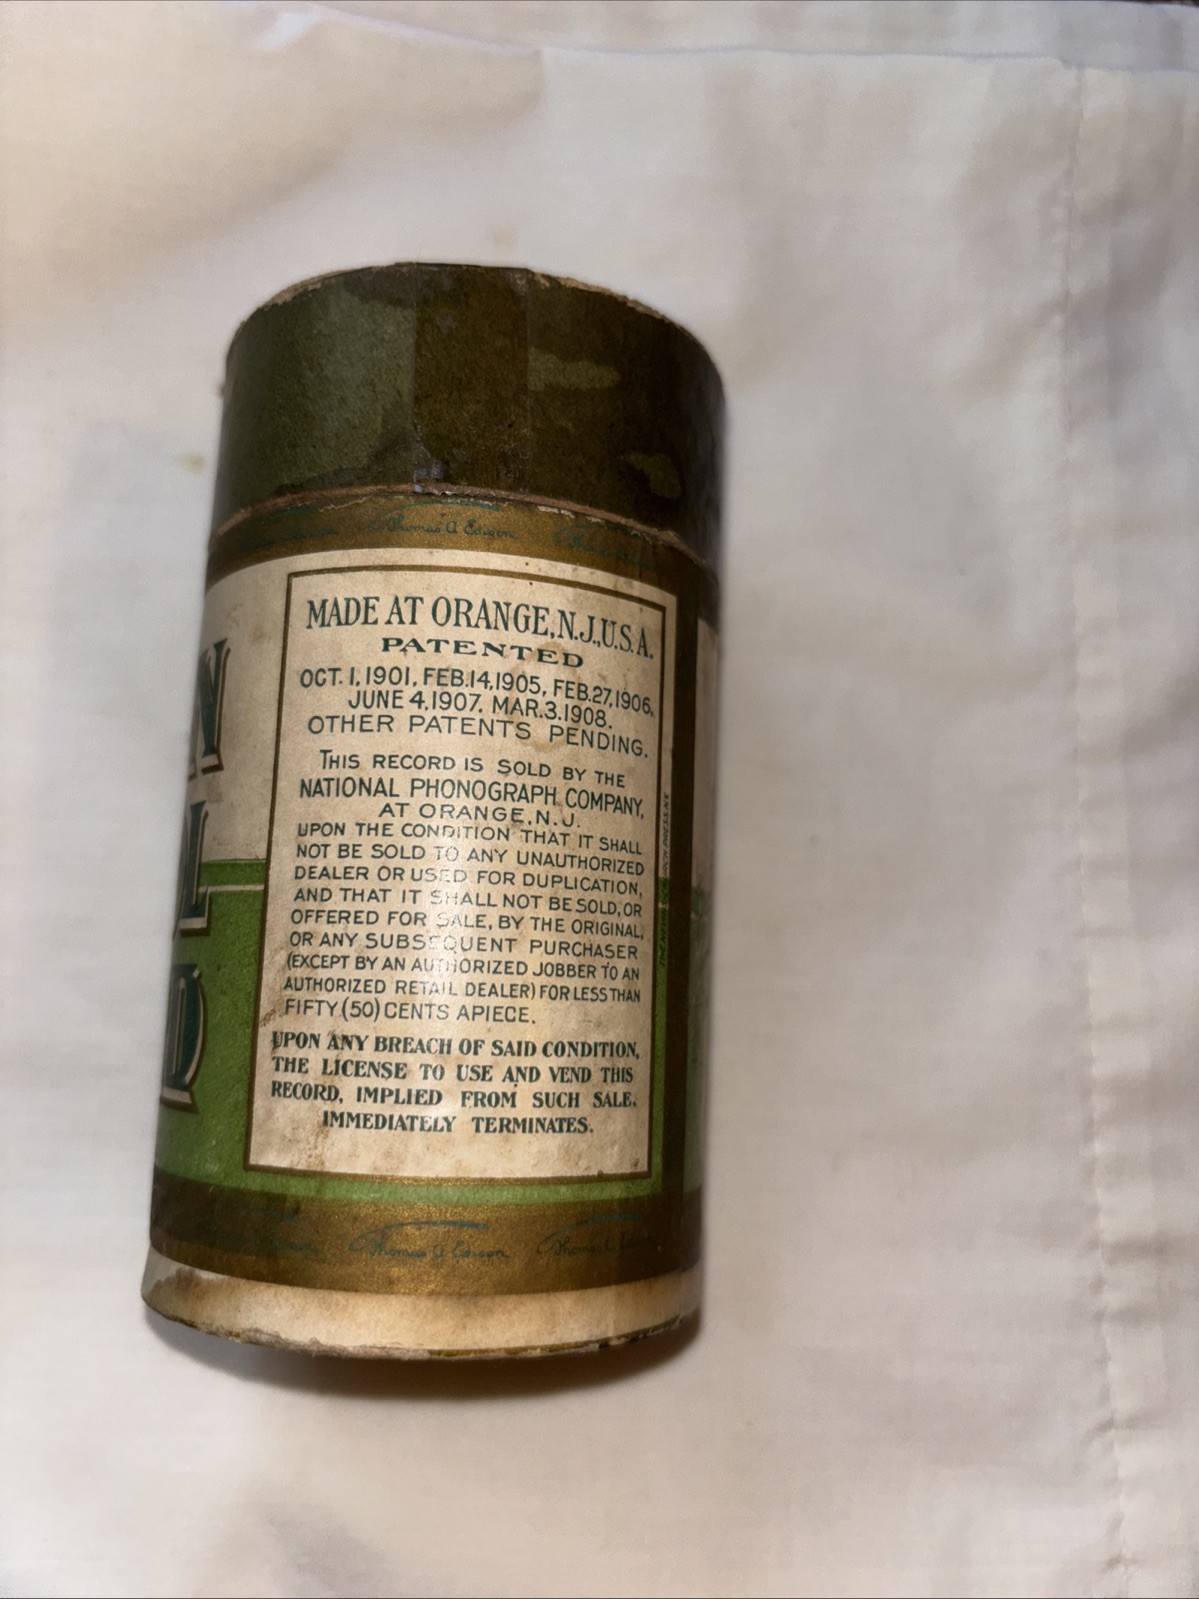 Thomas A Edison
MADE AT ORANGE, N.J., U.S.A.
PATENTED
OCT. 1, 1901, FEB. 14, 1905, FEB. 27, 1906,
JUNE 4, 1907. MAR. 3. 1908.
OTHER PATENTS PENDING.
THIS RECORD IS SOLD BY THE
NATIONAL PHONOGRAPH COMPANY,
AT ORANGE, N.J.
UPON THE CONDITION THAT IT SHALL
NOT BE SOLD TO ANY UNAUTHORIZED
DEALER OR USED FOR DUPLICATION,
AND THAT IT SHALL NOT BE SOLD, OR
OFFERED FOR SALE, BY THE ORIGINAL,
OR ANY SUBSEQUENT PURCHASER
(EXCEPT BY AN AUTHORIZED JOBBER TO AN
AUTHORIZED RETAIL DEALER) FOR LESS THAN
FIFTY (50) CENTS APIECE.
UPON ANY BREACH OF SAID CONDITION,
THE LICENSE TO USE AND VEND THIS
RECORD, IMPLIED FROM SUCH SALE,
IMMEDIATELY TERMINATES.
Thomas A Edison
Thomas A